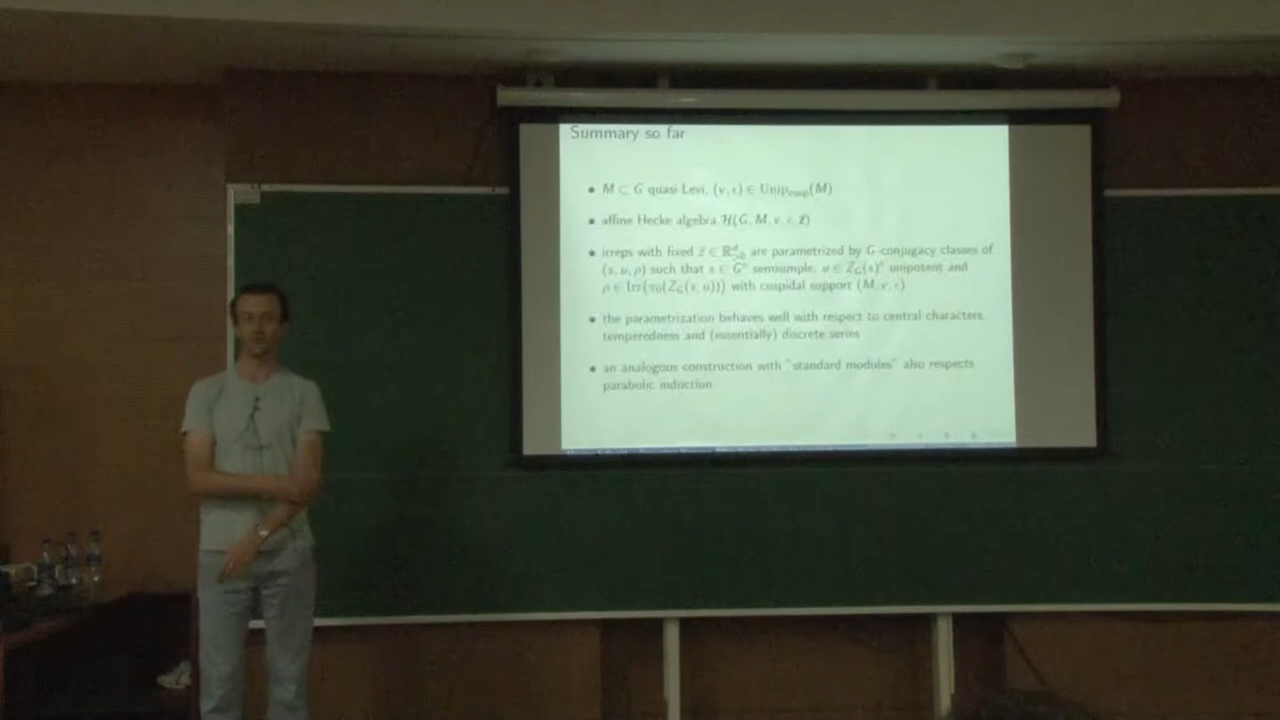 Summary so far
• M ⊂ G quasi-Levi, (v, ϵ) ∈ Unip_cusp(M)
• affine Hecke algebra ℋ(G, M, v, ϵ, z⃗)
• irreps with fixed z⃗ ∈ ℝ^d_{>0} are parametrized by G-conjugacy classes of
(s, u, ρ) such that s ∈ G° semisimple, u ∈ Z_G(s)° unipotent and
ρ ∈ Irr(π₀(Z_G(s, u))) with cuspidal support (M, v, ϵ)
• the parametrization behaves well with respect to central characters,
temperedness and (essentially) discrete series
• an analogous construction with "standard modules" also respects
parabolic induction